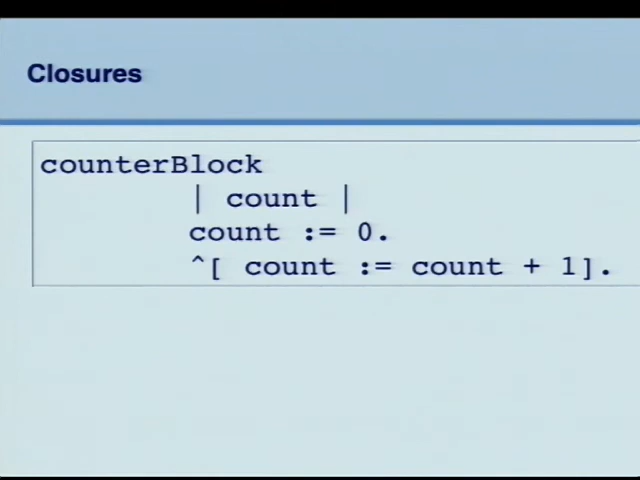 Closures
counterBlock
| count |
count := 0.
^[ count := count + 1].